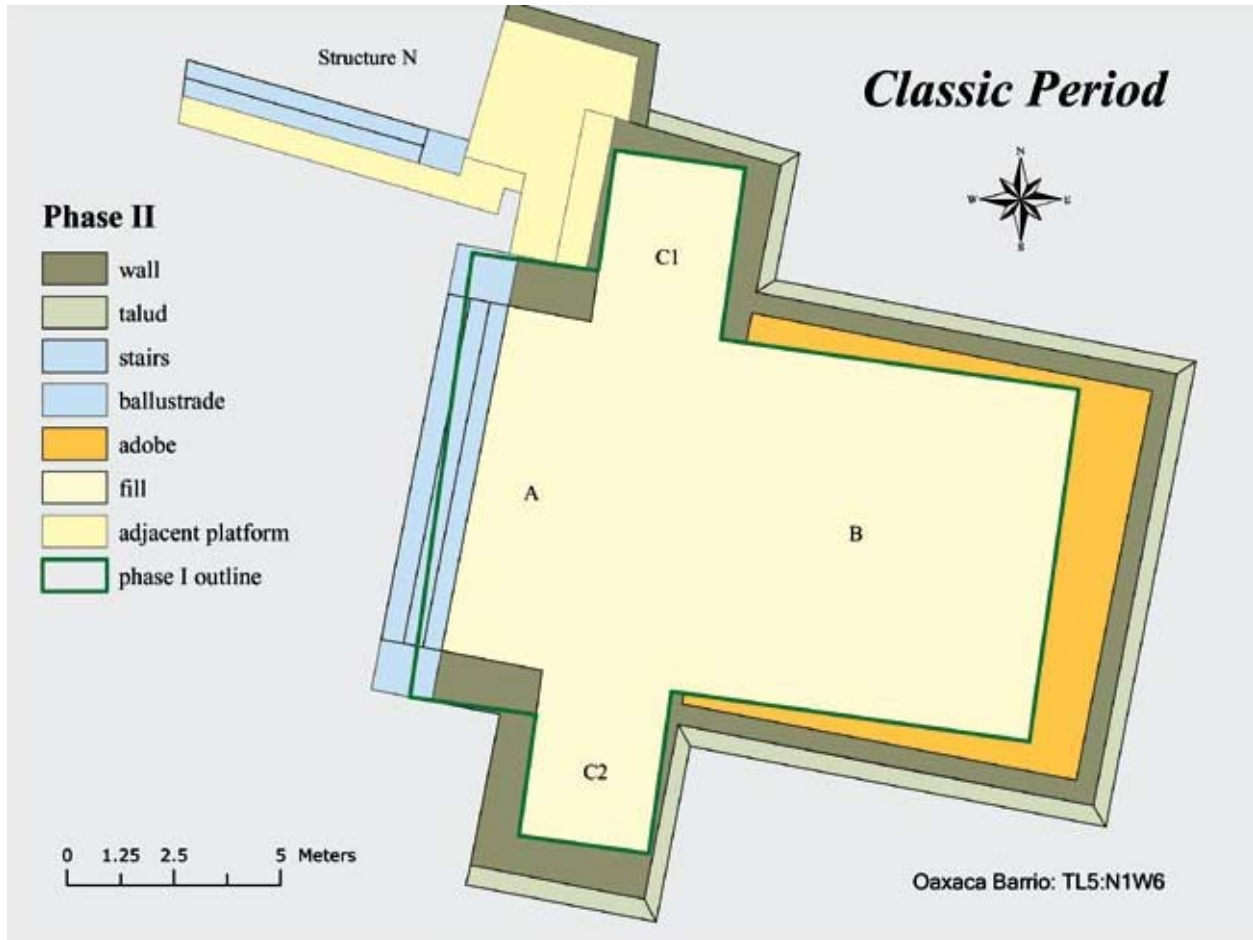 Structure N
Classic Period
N
W E
S
Phase II
wall
talud
stairs
ballustrade
adobe
fill
adjacent platform
phase I outline
C1
A
B
C2
0 1.25 2.5 5 Meters
Oaxaca Barrio: TL5:N1W6